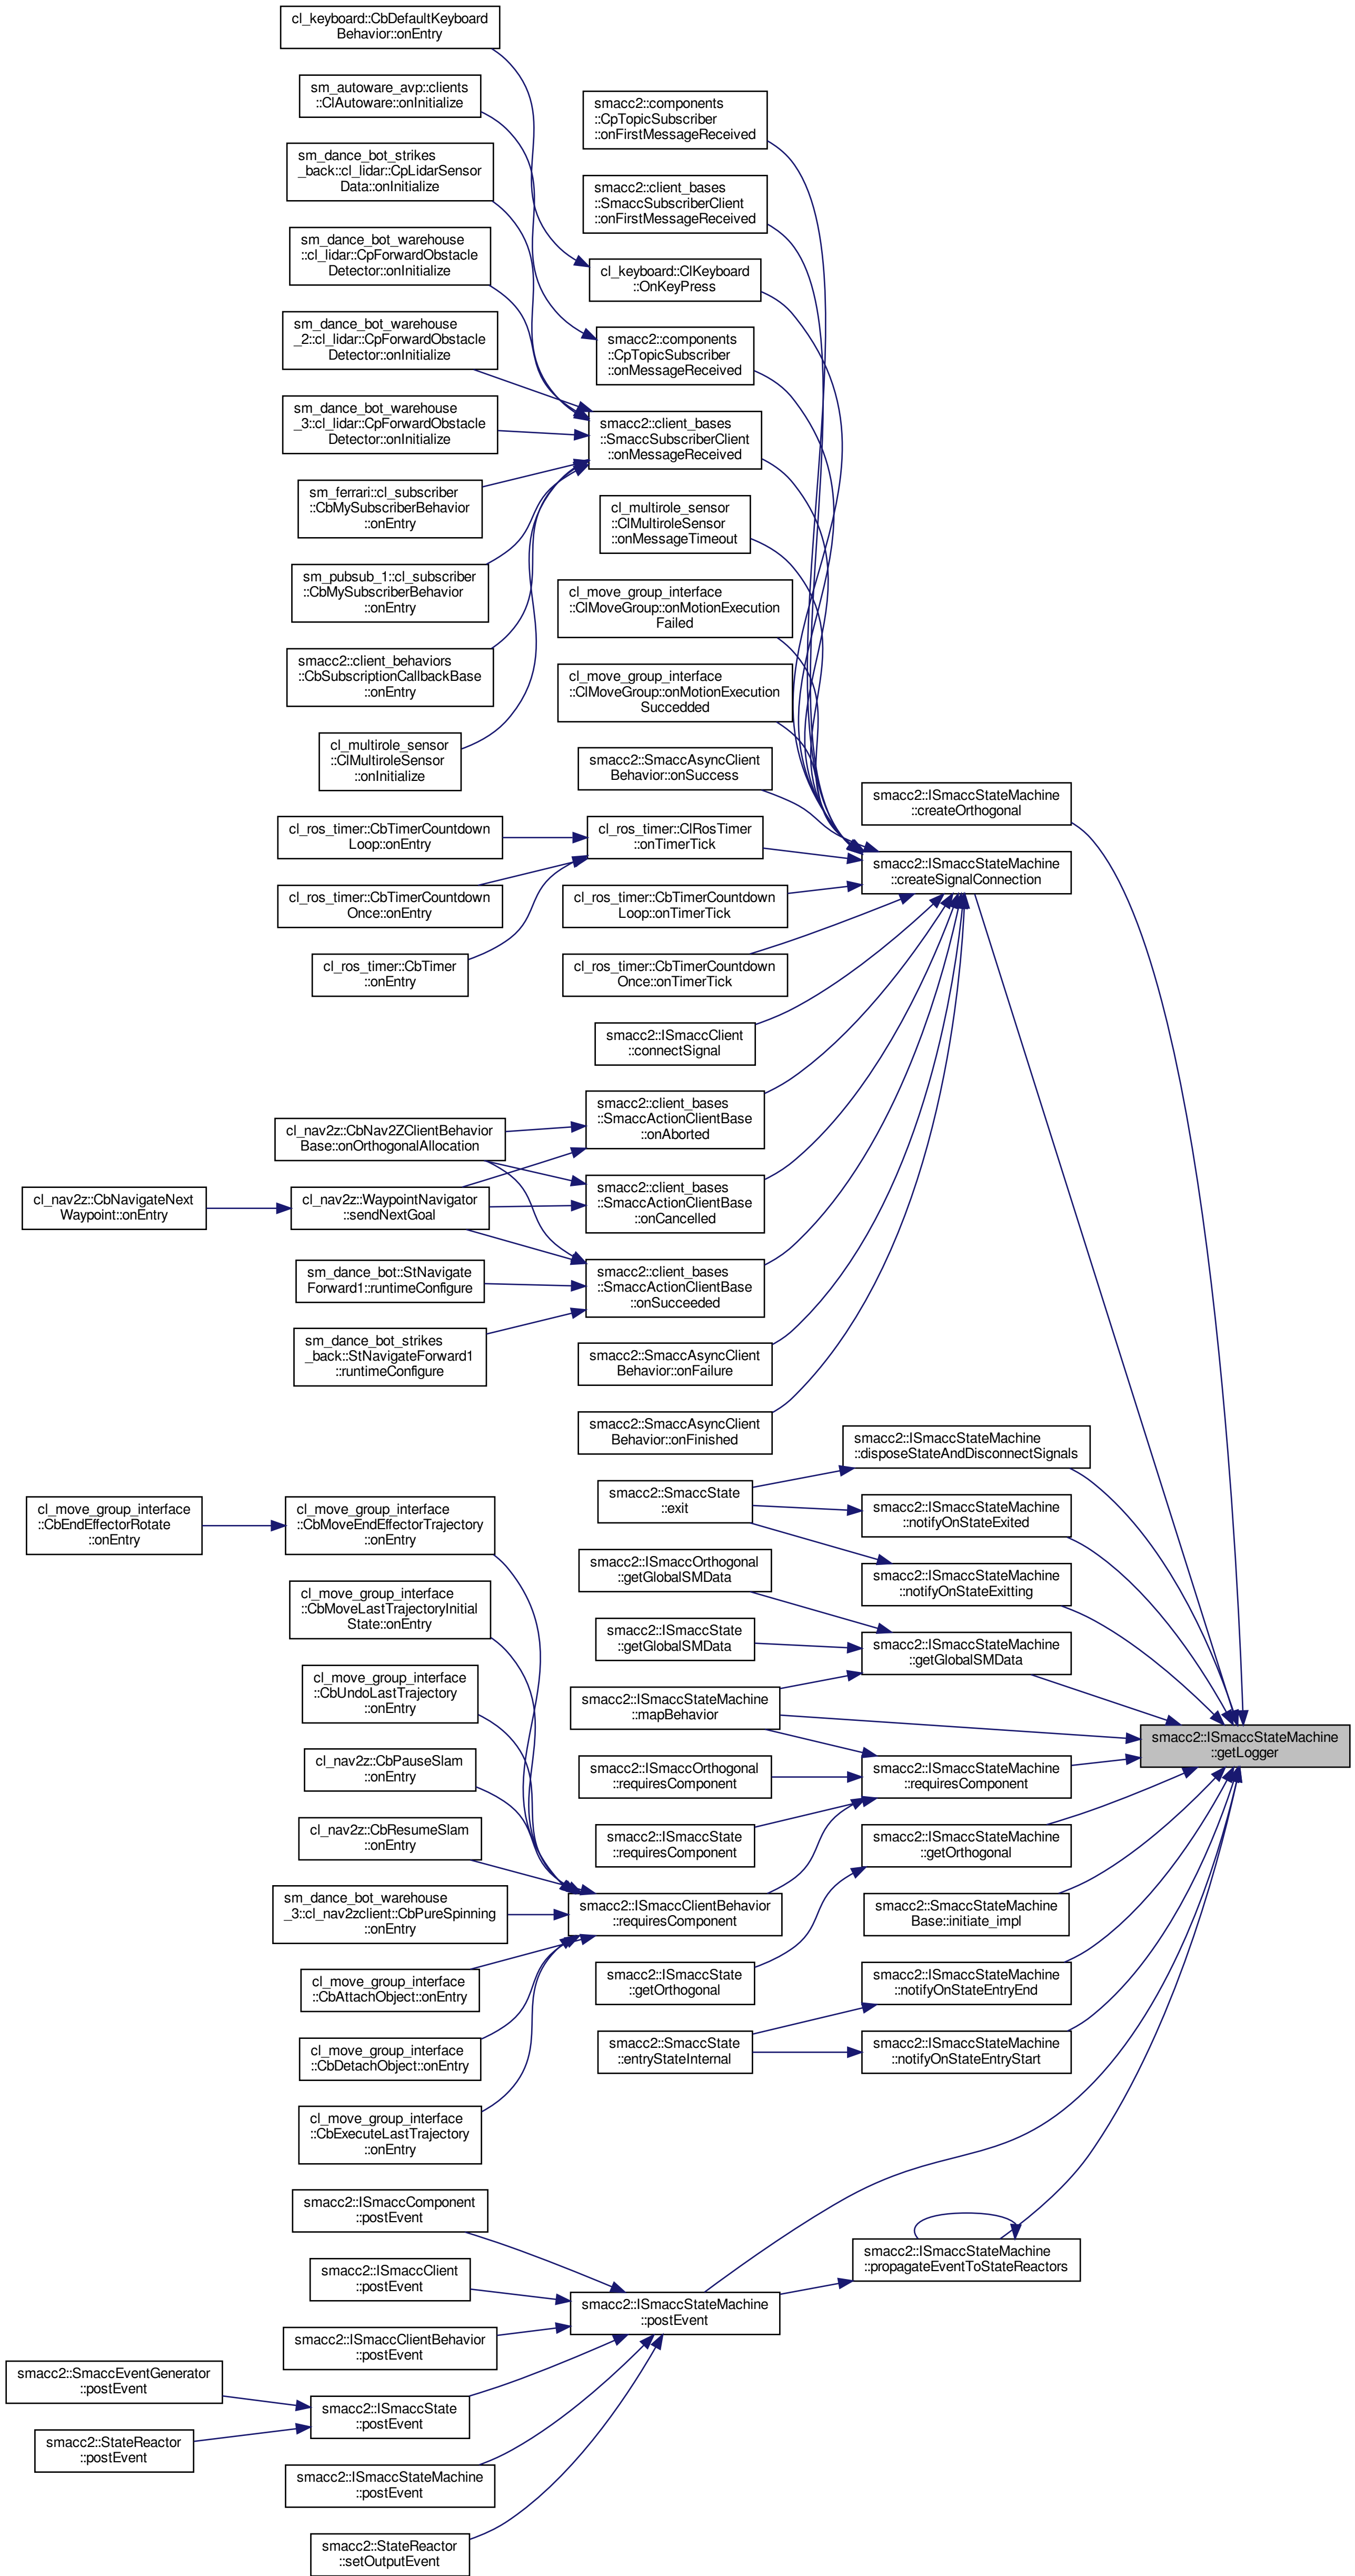 cl_keyboard::CbDefaultKeyboard
Behavior::onEntry
sm_autoware_avp::clients
::ClAutoware::onInitialize
sm_dance_bot_strikes
_back::cl_lidar::CpLidarSensor
Data::onInitialize
sm_dance_bot_warehouse
::cl_lidar::CpForwardObstacle
Detector::onInitialize
sm_dance_bot_warehouse
_2::cl_lidar::CpForwardObstacle
Detector::onInitialize
sm_dance_bot_warehouse
_3::cl_lidar::CpForwardObstacle
Detector::onInitialize
sm_ferrari::cl_subscriber
::CbMySubscriberBehavior
::onEntry
sm_pubsub_1::cl_subscriber
::CbMySubscriberBehavior
::onEntry
smacc2::client_behaviors
::CbSubscriptionCallbackBase
::onEntry
cl_multirole_sensor
::ClMultiroleSensor
::onInitialize
cl_ros_timer::CbTimerCountdown
Loop::onEntry
cl_ros_timer::CbTimerCountdown
Once::onEntry
cl_ros_timer::CbTimer
::onEntry
cl_nav2z::CbNav2ZClientBehavior
Base::onOrthogonalAllocation
cl_nav2z::CbNavigateNext
Waypoint::onEntry
cl_nav2z::WaypointNavigator
::sendNextGoal
sm_dance_bot::StNavigate
Forward1::runtimeConfigure
sm_dance_bot_strikes
_back::StNavigateForward1
::runtimeConfigure
smacc2::components
::CpTopicSubscriber
::onFirstMessageReceived
smacc2::client_bases
::SmaccSubscriberClient
::onFirstMessageReceived
cl_keyboard::ClKeyboard
::OnKeyPress
smacc2::components
::CpTopicSubscriber
::onMessageReceived
smacc2::client_bases
::SmaccSubscriberClient
::onMessageReceived
cl_multirole_sensor
::ClMultiroleSensor
::onMessageTimeout
cl_move_group_interface
::ClMoveGroup::onMotionExecution
Failed
cl_move_group_interface
::ClMoveGroup::onMotionExecution
Succedded
smacc2::SmaccAsyncClient
Behavior::onSuccess
cl_ros_timer::ClRosTimer
::onTimerTick
cl_ros_timer::CbTimerCountdown
Loop::onTimerTick
cl_ros_timer::CbTimerCountdown
Once::onTimerTick
smacc2::ISmaccClient
::connectSignal
smacc2::client_bases
::SmaccActionClientBase
::onAborted
smacc2::client_bases
::SmaccActionClientBase
::onCancelled
smacc2::client_bases
::SmaccActionClientBase
::onSucceeded
smacc2::SmaccAsyncClient
Behavior::onFailure
smacc2::SmaccAsyncClient
Behavior::onFinished
smacc2::ISmaccStateMachine
::createOrthogonal
smacc2::ISmaccStateMachine
::createSignalConnection
smacc2::ISmaccStateMachine
::disposeStateAndDisconnectSignals
smacc2::SmaccState
::exit
smacc2::ISmaccStateMachine
::notifyOnStateExited
smacc2::ISmaccStateMachine
::notifyOnStateExitting
smacc2::ISmaccOrthogonal
::getGlobalSMData
smacc2::ISmaccState
::getGlobalSMData
smacc2::ISmaccStateMachine
::getGlobalSMData
smacc2::ISmaccStateMachine
::mapBehavior
smacc2::ISmaccStateMachine
::getLogger
smacc2::ISmaccOrthogonal
::requiresComponent
smacc2::ISmaccStateMachine
::requiresComponent
smacc2::ISmaccState
::requiresComponent
smacc2::ISmaccStateMachine
::getOrthogonal
smacc2::ISmaccClientBehavior
::requiresComponent
smacc2::SmaccStateMachine
Base::initiate_impl
smacc2::ISmaccState
::getOrthogonal
smacc2::ISmaccStateMachine
::notifyOnStateEntryEnd
smacc2::SmaccState
::entryStateInternal
smacc2::ISmaccStateMachine
::notifyOnStateEntryStart
cl_move_group_interface
::CbEndEffectorRotate
::onEntry
cl_move_group_interface
::CbMoveEndEffectorTrajectory
::onEntry
cl_move_group_interface
::CbMoveLastTrajectoryInitial
State::onEntry
cl_move_group_interface
::CbUndoLastTrajectory
::onEntry
cl_nav2z::CbPauseSlam
::onEntry
cl_nav2z::CbResumeSlam
::onEntry
sm_dance_bot_warehouse
_3::cl_nav2zclient::CbPureSpinning
::onEntry
cl_move_group_interface
::CbAttachObject::onEntry
cl_move_group_interface
::CbDetachObject::onEntry
cl_move_group_interface
::CbExecuteLastTrajectory
::onEntry
smacc2::ISmaccComponent
::postEvent
smacc2::ISmaccClient
::postEvent
smacc2::ISmaccClientBehavior
::postEvent
smacc2::SmaccEventGenerator
::postEvent
smacc2::ISmaccState
::postEvent
smacc2::StateReactor
::postEvent
smacc2::ISmaccStateMachine
::postEvent
smacc2::StateReactor
::setOutputEvent
smacc2::ISmaccStateMachine
::postEvent
smacc2::ISmaccStateMachine
::propagateEventToStateReactors